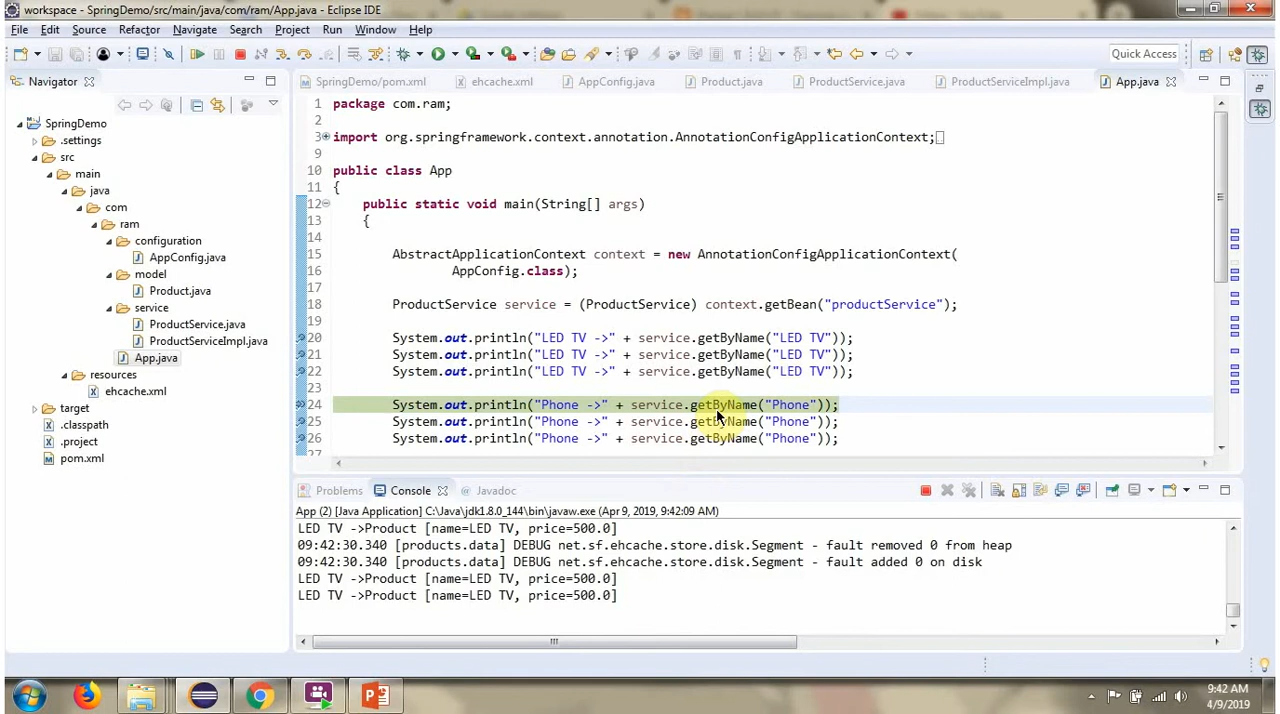 workspace - SpringDemo/src/main/java/com/ram/App.java - Eclipse IDE
File Edit Source Refactor Navigate Search Project Run Window Help
Quick Access
Navigator
SpringDemo/pom.xml ehcache.xml AppConfig.java Product.java ProductService.java ProductServiceImpl.java App.java
SpringDemo
.settings
src
main
java
com
ram
configuration
AppConfig.java
model
Product.java
service
ProductService.java
ProductServiceImpl.java
App.java
resources
ehcache.xml
target
.classpath
.project
pom.xml
1 package com.ram;
2
3 import org.springframework.context.annotation.AnnotationConfigApplicationContext;
9
10 public class App
11 {
12 public static void main(String[] args)
13 {
14
15 AbstractApplicationContext context = new AnnotationConfigApplicationContext(
16 AppConfig.class);
17
18 ProductService service = (ProductService) context.getBean("productService");
19
20 System.out.println("LED TV ->" + service.getByName("LED TV"));
21 System.out.println("LED TV ->" + service.getByName("LED TV"));
22 System.out.println("LED TV ->" + service.getByName("LED TV"));
23
24 System.out.println("Phone ->" + service.getByName("Phone"));
25 System.out.println("Phone ->" + service.getByName("Phone"));
26 System.out.println("Phone ->" + service.getByName("Phone"));
27
Problems Console Javadoc
App (2) [Java Application] C:\Java\jdk1.8.0_144\bin\javaw.exe (Apr 9, 2019, 9:42:09 AM)
LED TV ->Product [name=LED TV, price=500.0]
09:42:30.340 [products.data] DEBUG net.sf.ehcache.store.disk.Segment - fault removed 0 from heap
09:42:30.340 [products.data] DEBUG net.sf.ehcache.store.disk.Segment - fault added 0 on disk
LED TV ->Product [name=LED TV, price=500.0]
LED TV ->Product [name=LED TV, price=500.0]
9:42 AM
4/9/2019